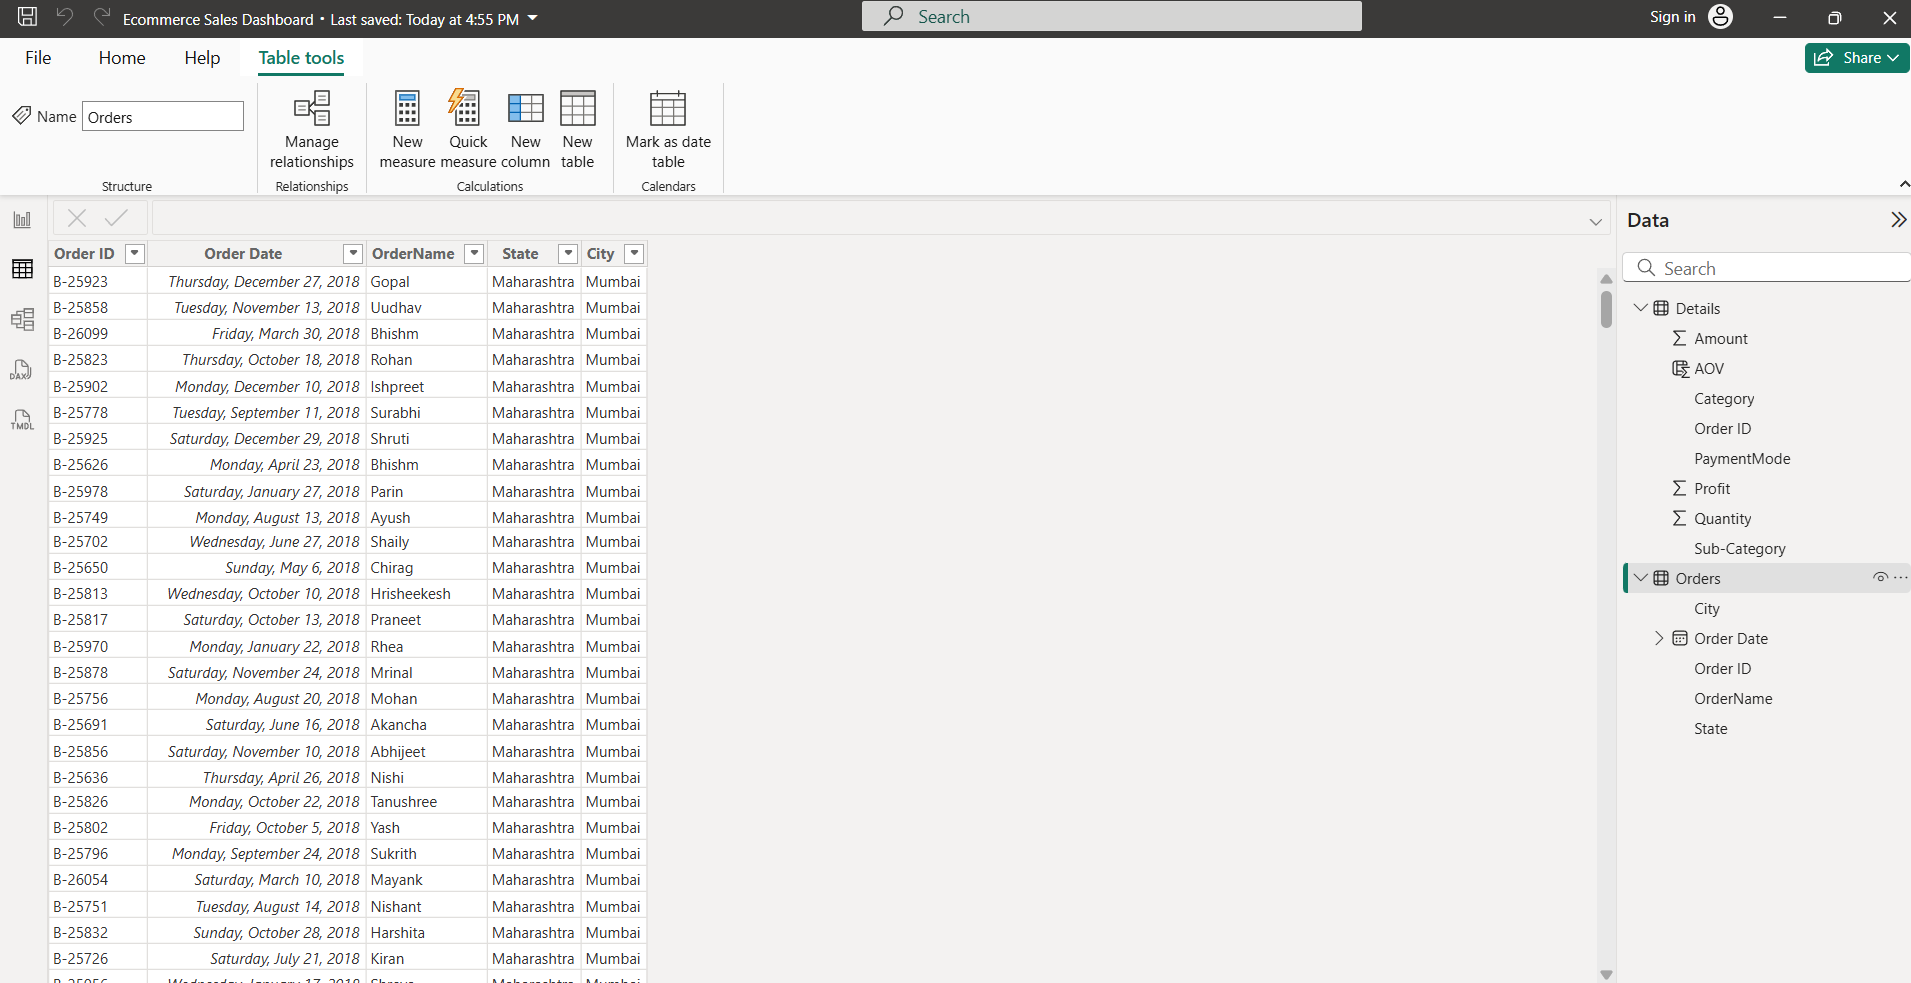 Ecommerce Sales Dashboard • Last saved: Today at 4:55 PM
Search
Sign in
File Home Help Table tools
Share
Name Orders
Manage relationships
New measure
Quick measure
New column
New table
Mark as date table
Structure
Relationships
Calculations
Calendars
Order ID Order Date OrderName State City
B-25923 Thursday, December 27, 2018 Gopal Maharashtra Mumbai
B-25858 Tuesday, November 13, 2018 Uudhav Maharashtra Mumbai
B-26099 Friday, March 30, 2018 Bhishm Maharashtra Mumbai
B-25823 Thursday, October 18, 2018 Rohan Maharashtra Mumbai
B-25902 Monday, December 10, 2018 Ishpreet Maharashtra Mumbai
B-25778 Tuesday, September 11, 2018 Surabhi Maharashtra Mumbai
B-25925 Saturday, December 29, 2018 Shruti Maharashtra Mumbai
B-25626 Monday, April 23, 2018 Bhishm Maharashtra Mumbai
B-25978 Saturday, January 27, 2018 Parin Maharashtra Mumbai
B-25749 Monday, August 13, 2018 Ayush Maharashtra Mumbai
B-25702 Wednesday, June 27, 2018 Shaily Maharashtra Mumbai
B-25650 Sunday, May 6, 2018 Chirag Maharashtra Mumbai
B-25813 Wednesday, October 10, 2018 Hrisheekesh Maharashtra Mumbai
B-25817 Saturday, October 13, 2018 Praneet Maharashtra Mumbai
B-25970 Monday, January 22, 2018 Rhea Maharashtra Mumbai
B-25878 Saturday, November 24, 2018 Mrinal Maharashtra Mumbai
B-25756 Monday, August 20, 2018 Mohan Maharashtra Mumbai
B-25691 Saturday, June 16, 2018 Akancha Maharashtra Mumbai
B-25856 Saturday, November 10, 2018 Abhijeet Maharashtra Mumbai
B-25636 Thursday, April 26, 2018 Nishi Maharashtra Mumbai
B-25826 Monday, October 22, 2018 Tanushree Maharashtra Mumbai
B-25802 Friday, October 5, 2018 Yash Maharashtra Mumbai
B-25796 Monday, September 24, 2018 Sukrith Maharashtra Mumbai
B-26054 Saturday, March 10, 2018 Mayank Maharashtra Mumbai
B-25751 Tuesday, August 14, 2018 Nishant Maharashtra Mumbai
B-25832 Sunday, October 28, 2018 Harshita Maharashtra Mumbai
B-25726 Saturday, July 21, 2018 Kiran Maharashtra Mumbai
DAX
TMDL
Data
Search
Details
Amount
AOV
Category
Order ID
PaymentMode
Profit
Quantity
Sub-Category
Orders
City
Order Date
Order ID
OrderName
State